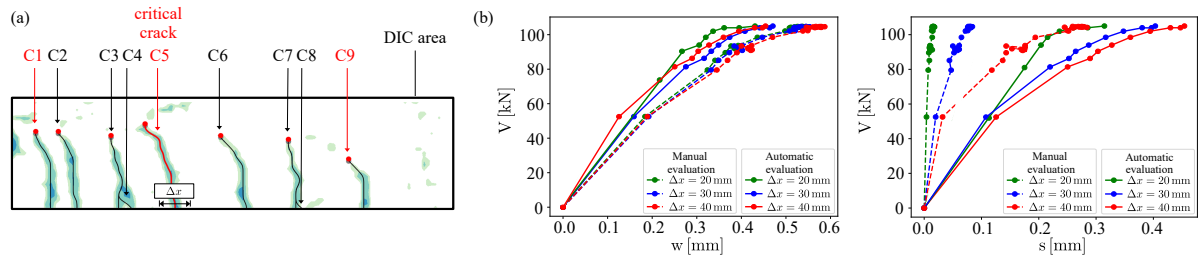 (a)
critical
crack
DIC area
C1 C2 C3 C4 C5 C6 C7 C8 C9
Δx
(b)
V [kN]
100
80
60
40
20
0
0.0 0.1 0.2 0.3 0.4 0.5 0.6
w [mm]
Manual evaluation
Δx = 20 mm
Δx = 30 mm
Δx = 40 mm
Automatic evaluation
Δx = 20 mm
Δx = 30 mm
Δx = 40 mm
V [kN]
100
80
60
40
20
0
0.0 0.1 0.2 0.3 0.4
s [mm]
Manual
evaluation
Δx = 20 mm
Δx = 30 mm
Δx = 40 mm
Automatic
evaluation
Δx = 20 mm
Δx = 30 mm
Δx = 40 mm